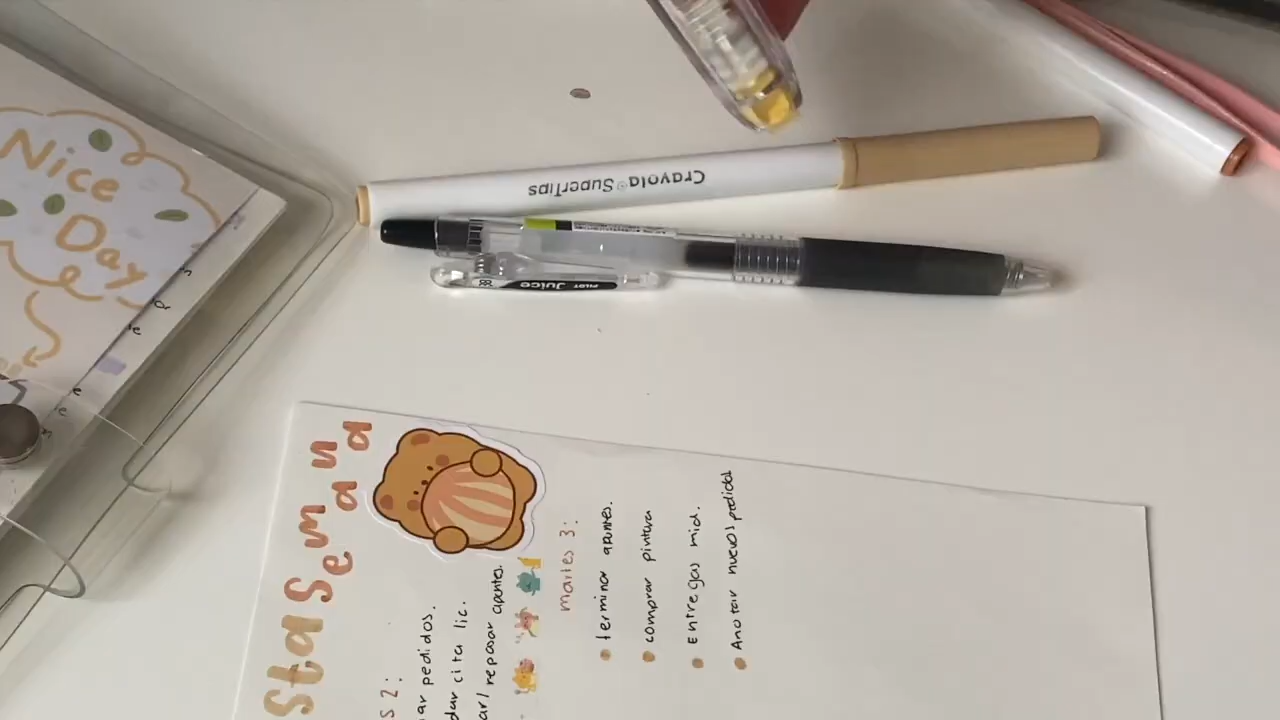 Nice
Day
Crayola SuperTips
PILOT Juice
sta Semana
s 2:
ar pedidos.
dar cita lic.
ar/ repasar apuntes.
martes 3:
terminar apuntes.
comprar pintura
Entregas mid.
Anotar nuevos pedidos